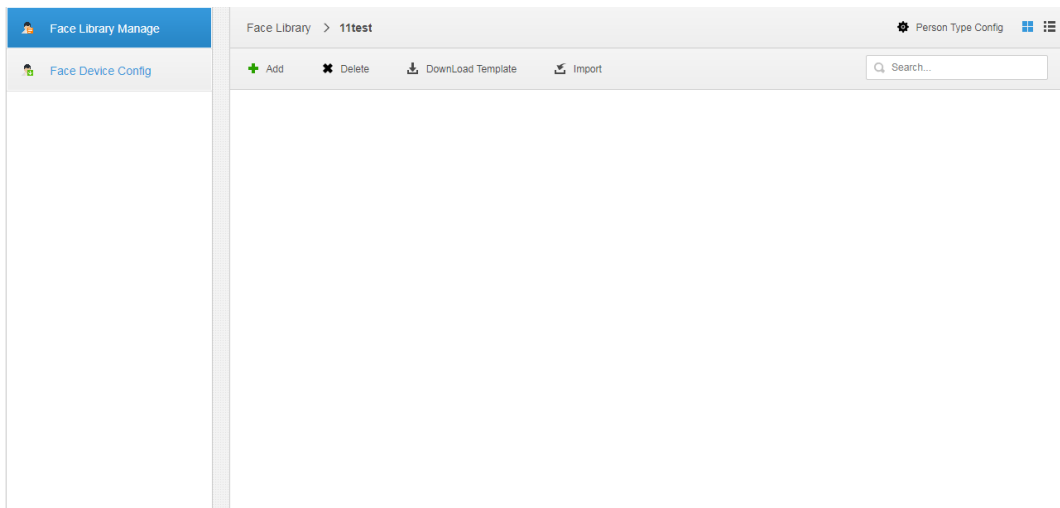 Face Library Manage
Face Device Config
Face Library > 11test
Person Type Config
Add
Delete
DownLoad Template
Import
Search...